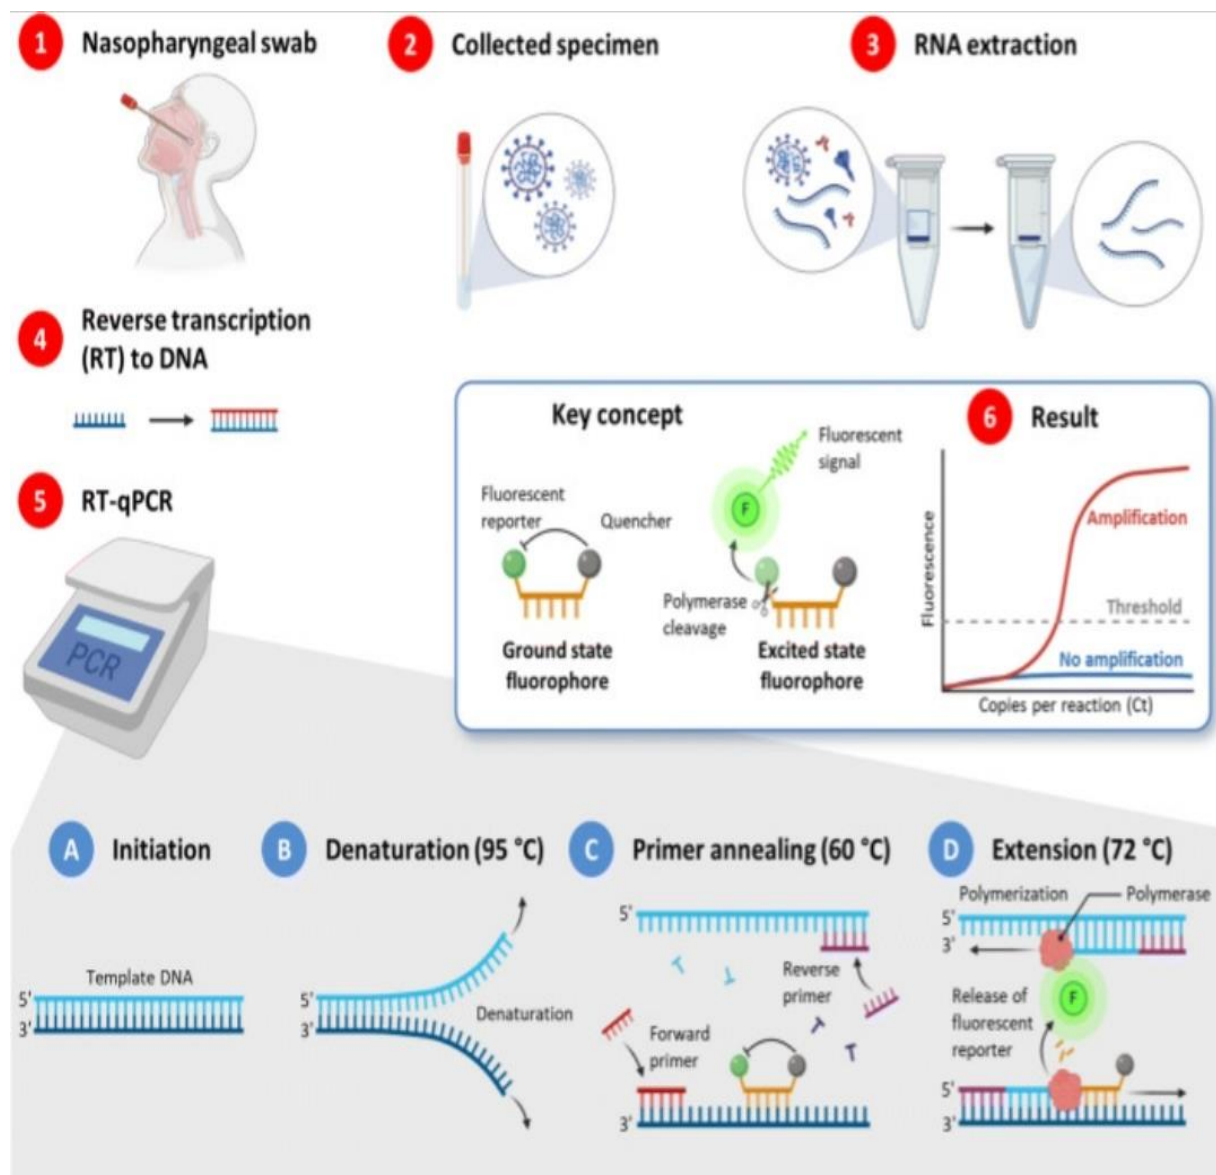 1 Nasopharyngeal swab
2 Collected specimen
3 RNA extraction
4 Reverse transcription
(RT) to DNA
5 RT-qPCR
PCR
Key concept
Fluorescent
reporter
Quencher
Ground state
fluorophore
Fluorescent
signal
F
Polymerase
cleavage
Excited state
fluorophore
6 Result
Fluorescence
Amplification
Threshold
No amplification
Copies per reaction (Ct)
A Initiation
Template DNA
5'
3'
B Denaturation (95 °C)
5'
3'
Denaturation
C Primer annealing (60 °C)
5'
Reverse
primer
Forward
primer
3'
D Extension (72 °C)
Polymerization
Polymerase
5'
3'
F
Release of
fluorescent
reporter
5'
3'